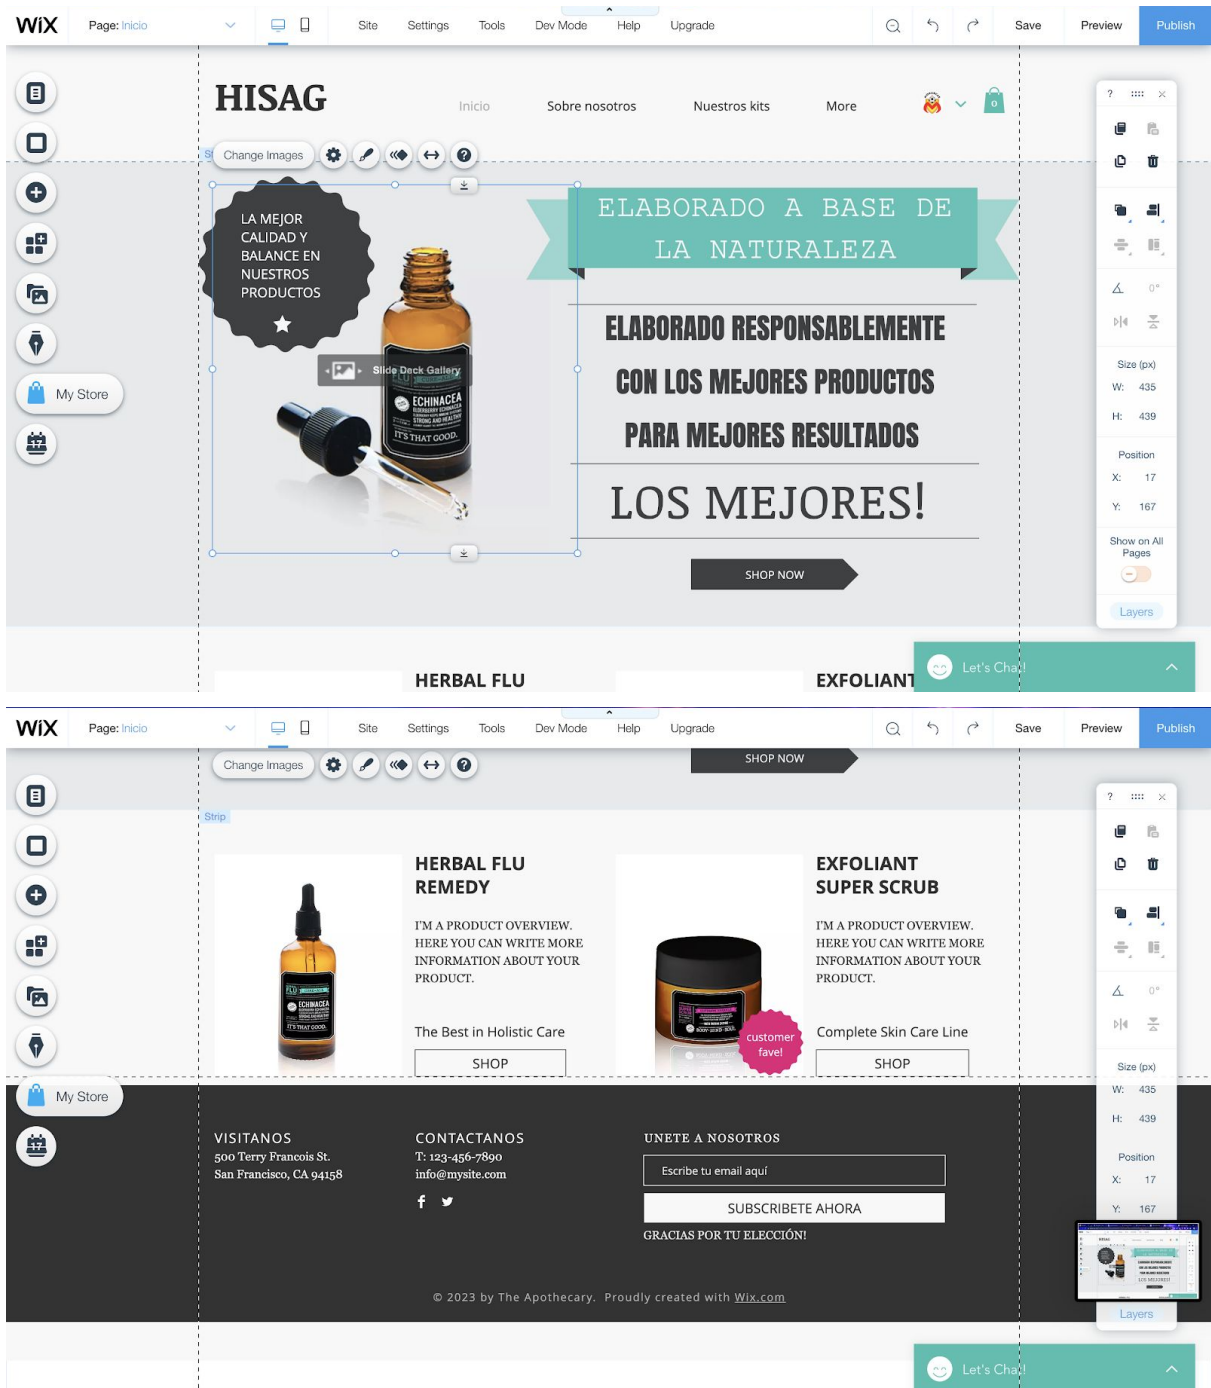 WiX Page: Inicio Site Settings Tools Dev Mode Help Upgrade Save Preview Publish
HISAG
Inicio Sobre nosotros Nuestros kits More 0
Change Images
?
LA MEJOR
CALIDAD Y
BALANCE EN
NUESTROS
PRODUCTOS
ELABORADO A BASE DE
LA NATURALEZA
Slide Deck Gallery
ECHINACEA
IT'S THAT GOOD.
ELABORADO RESPONSABLEMENTE
CON LOS MEJORES PRODUCTOS
PARA MEJORES RESULTADOS
LOS MEJORES!
SHOP NOW
My Store
17
?
0°
Size (px)
W: 435
H: 439
Position
X: 17
Y: 167
Show on All
Pages
Layers
HERBAL FLU
EXFOLIANT
Let's Chat!
WiX Page: Inicio Site Settings Tools Dev Mode Help Upgrade Save Preview Publish
Change Images
?
SHOP NOW
Strip
HERBAL FLU
REMEDY
I'M A PRODUCT OVERVIEW.
HERE YOU CAN WRITE MORE
INFORMATION ABOUT YOUR
PRODUCT.
The Best in Holistic Care
SHOP
ECHINACEA
IT'S THAT GOOD.
EXFOLIANT
SUPER SCRUB
I'M A PRODUCT OVERVIEW.
HERE YOU CAN WRITE MORE
INFORMATION ABOUT YOUR
PRODUCT.
customer
fave!
Complete Skin Care Line
SHOP
My Store
17
VISITANOS
500 Terry Francois St.
San Francisco, CA 94158
CONTACTANOS
T: 123-456-7890
info@mysite.com
UNETE A NOSOTROS
Escribe tu email aquí
SUBSCRIBETE AHORA
GRACIAS POR TU ELECCIÓN!
© 2023 by The Apothecary. Proudly created with Wix.com
?
0°
Size (px)
W: 435
H: 439
Position
X: 17
Y: 167
Layers
Let's Chat!